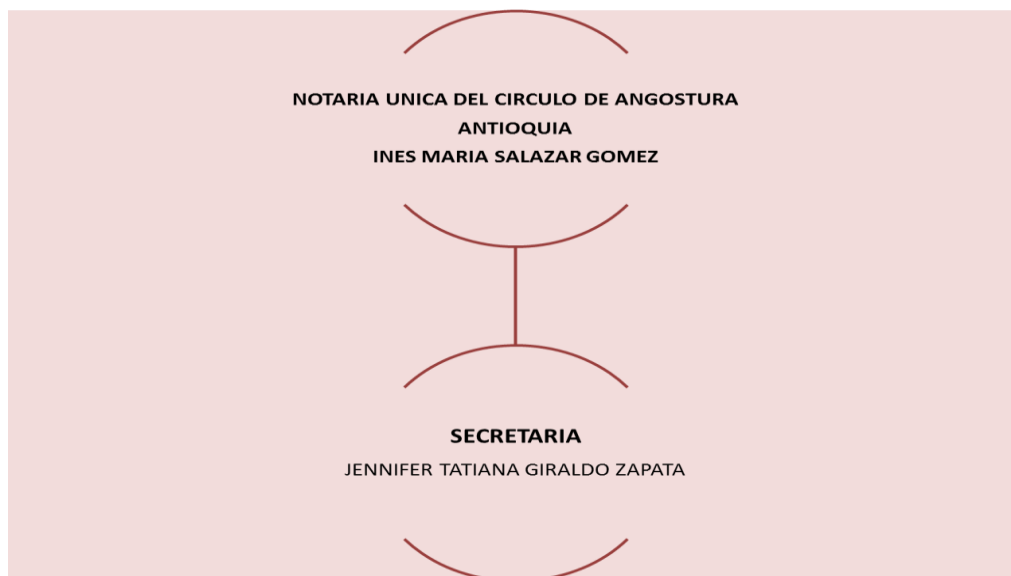 NOTARIA UNICA DEL CIRCULO DE ANGOSTURA
ANTIOQUIA
INES MARIA SALAZAR GOMEZ
SECRETARIA
JENNIFER TATIANA GIRALDO ZAPATA